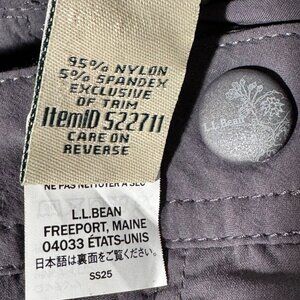 95% NYLON
5% SPANDEX
EXCLUSIVE
OF TRIM
ItemID 522711
CARE ON
REVERSE
L.L.Bean
NE PAS NETTOYER À SEC
L.L.BEAN
FREEPORT, MAINE
04033 ÉTATS-UNIS
日本語は裏面をご覧ください。
SS25